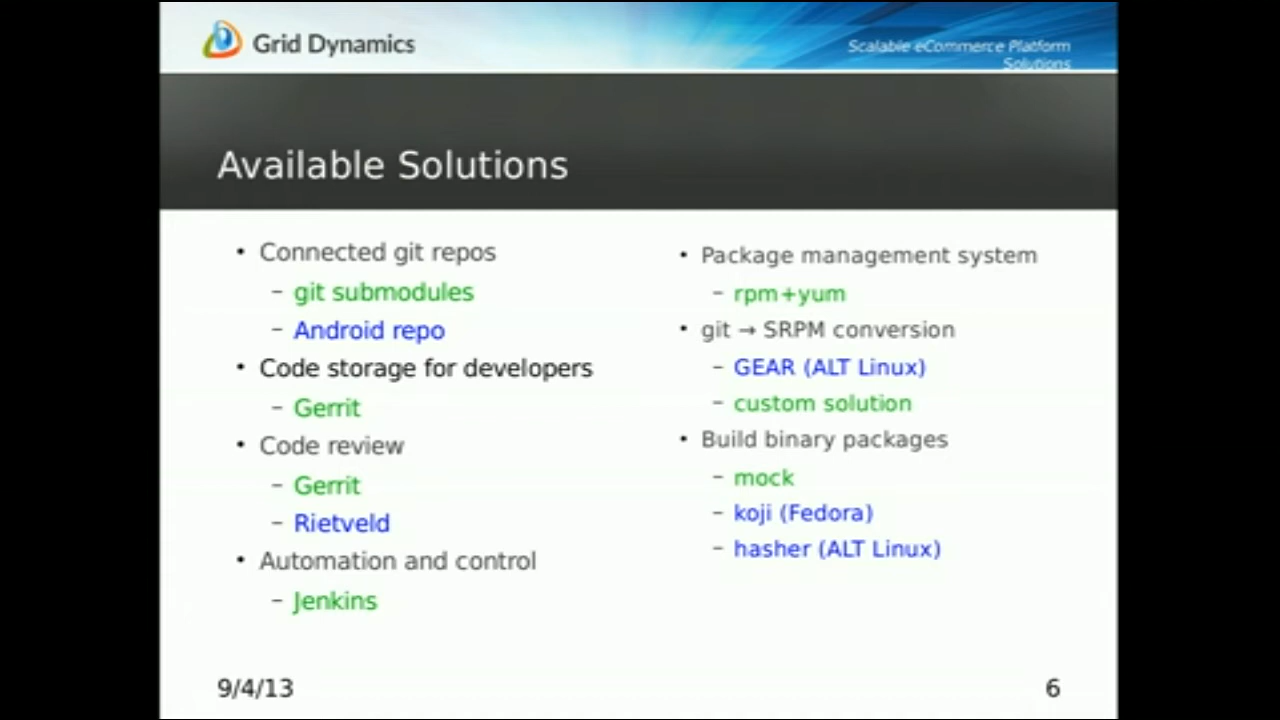 Grid Dynamics
Scalable eCommerce Platform
Solutions
Available Solutions
• Connected git repos
– git submodules
– Android repo
• Code storage for developers
– Gerrit
• Code review
– Gerrit
– Rietveld
• Automation and control
– Jenkins
• Package management system
– rpm+yum
• git → SRPM conversion
– GEAR (ALT Linux)
– custom solution
• Build binary packages
– mock
– koji (Fedora)
– hasher (ALT Linux)
9/4/13
6